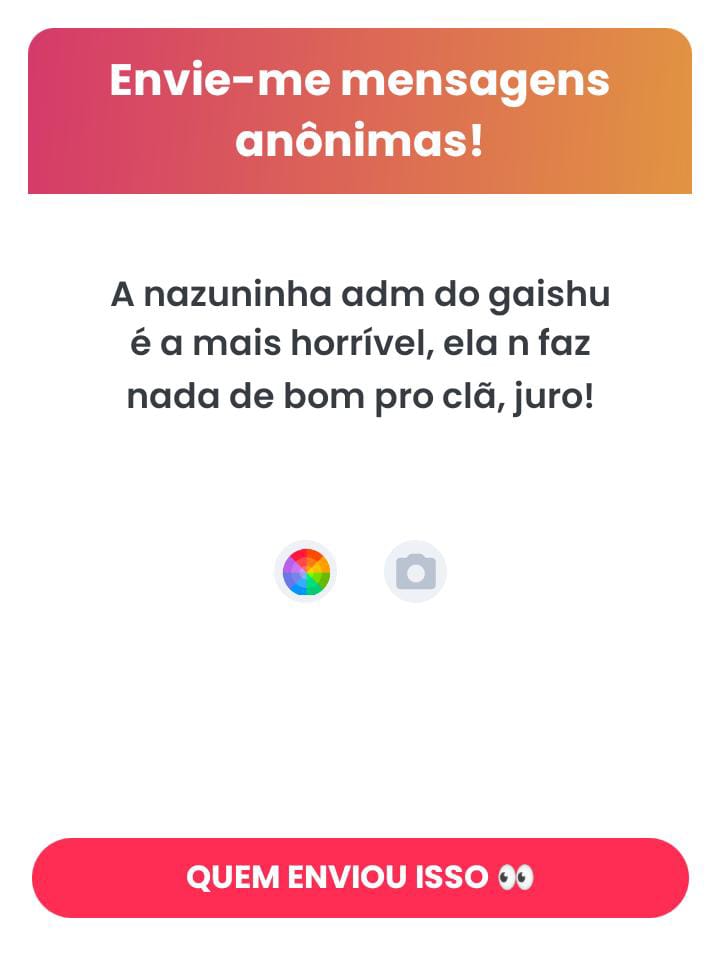 Envie-me mensagens
anônimas!
A nazuninha adm do gaishu
é a mais horrível, ela n faz
nada de bom pro clã, juro!
QUEM ENVIOU ISSO 👀